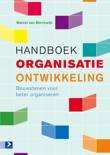 Marcel van Marrewijk
HANDBOEK
ORGANISATIE
ONTWIKKELING
Bouwstenen voor
beter organiseren